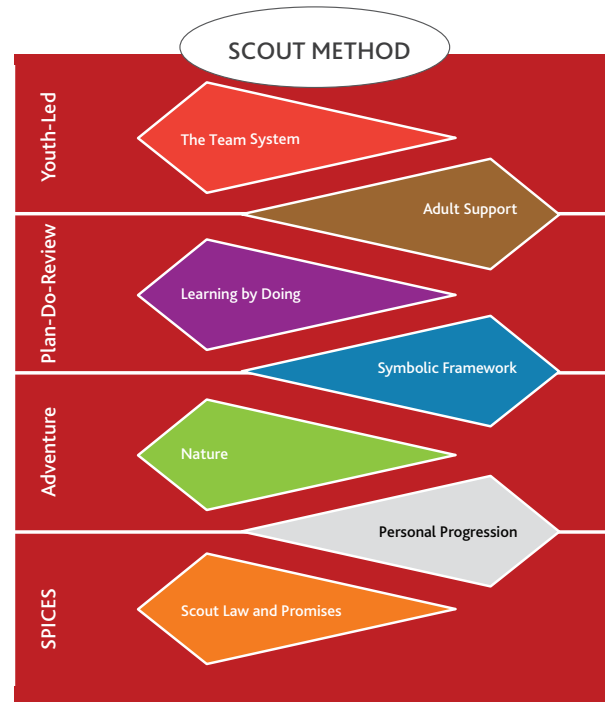 SCOUT METHOD
Youth-Led
The Team System
Adult Support
Plan-Do-Review
Learning by Doing
Symbolic Framework
Adventure
Nature
Personal Progression
SPICES
Scout Law and Promises